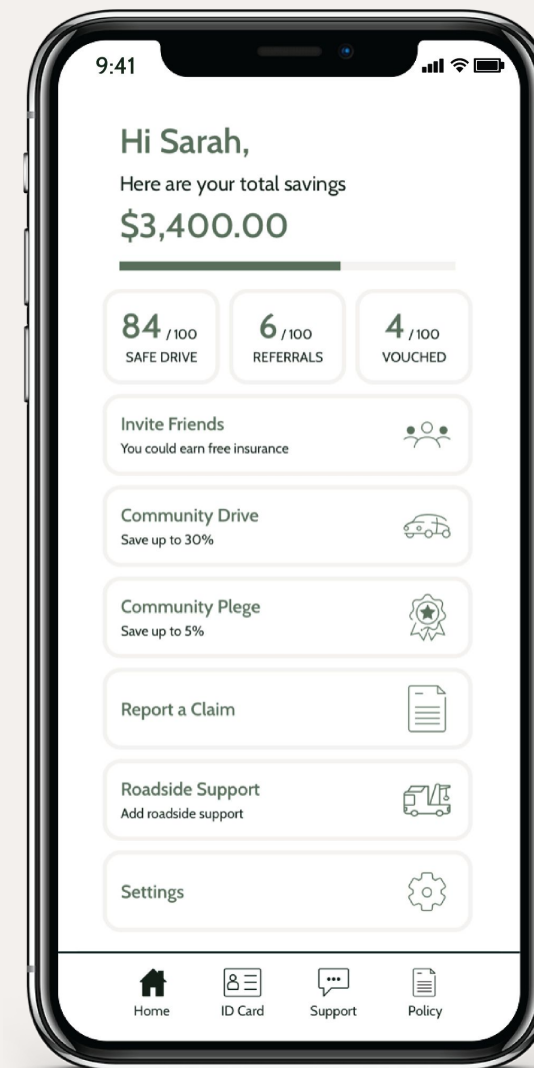 9:41
Hi Sarah,
Here are your total savings
$3,400.00
84 /100
SAFE DRIVE
6 /100
REFERRALS
4 /100
VOUCHED
Invite Friends
You could earn free insurance
Community Drive
Save up to 30%
Community Plege
Save up to 5%
Report a Claim
Roadside Support
Add roadside support
Settings
Home
ID Card
Support
Policy